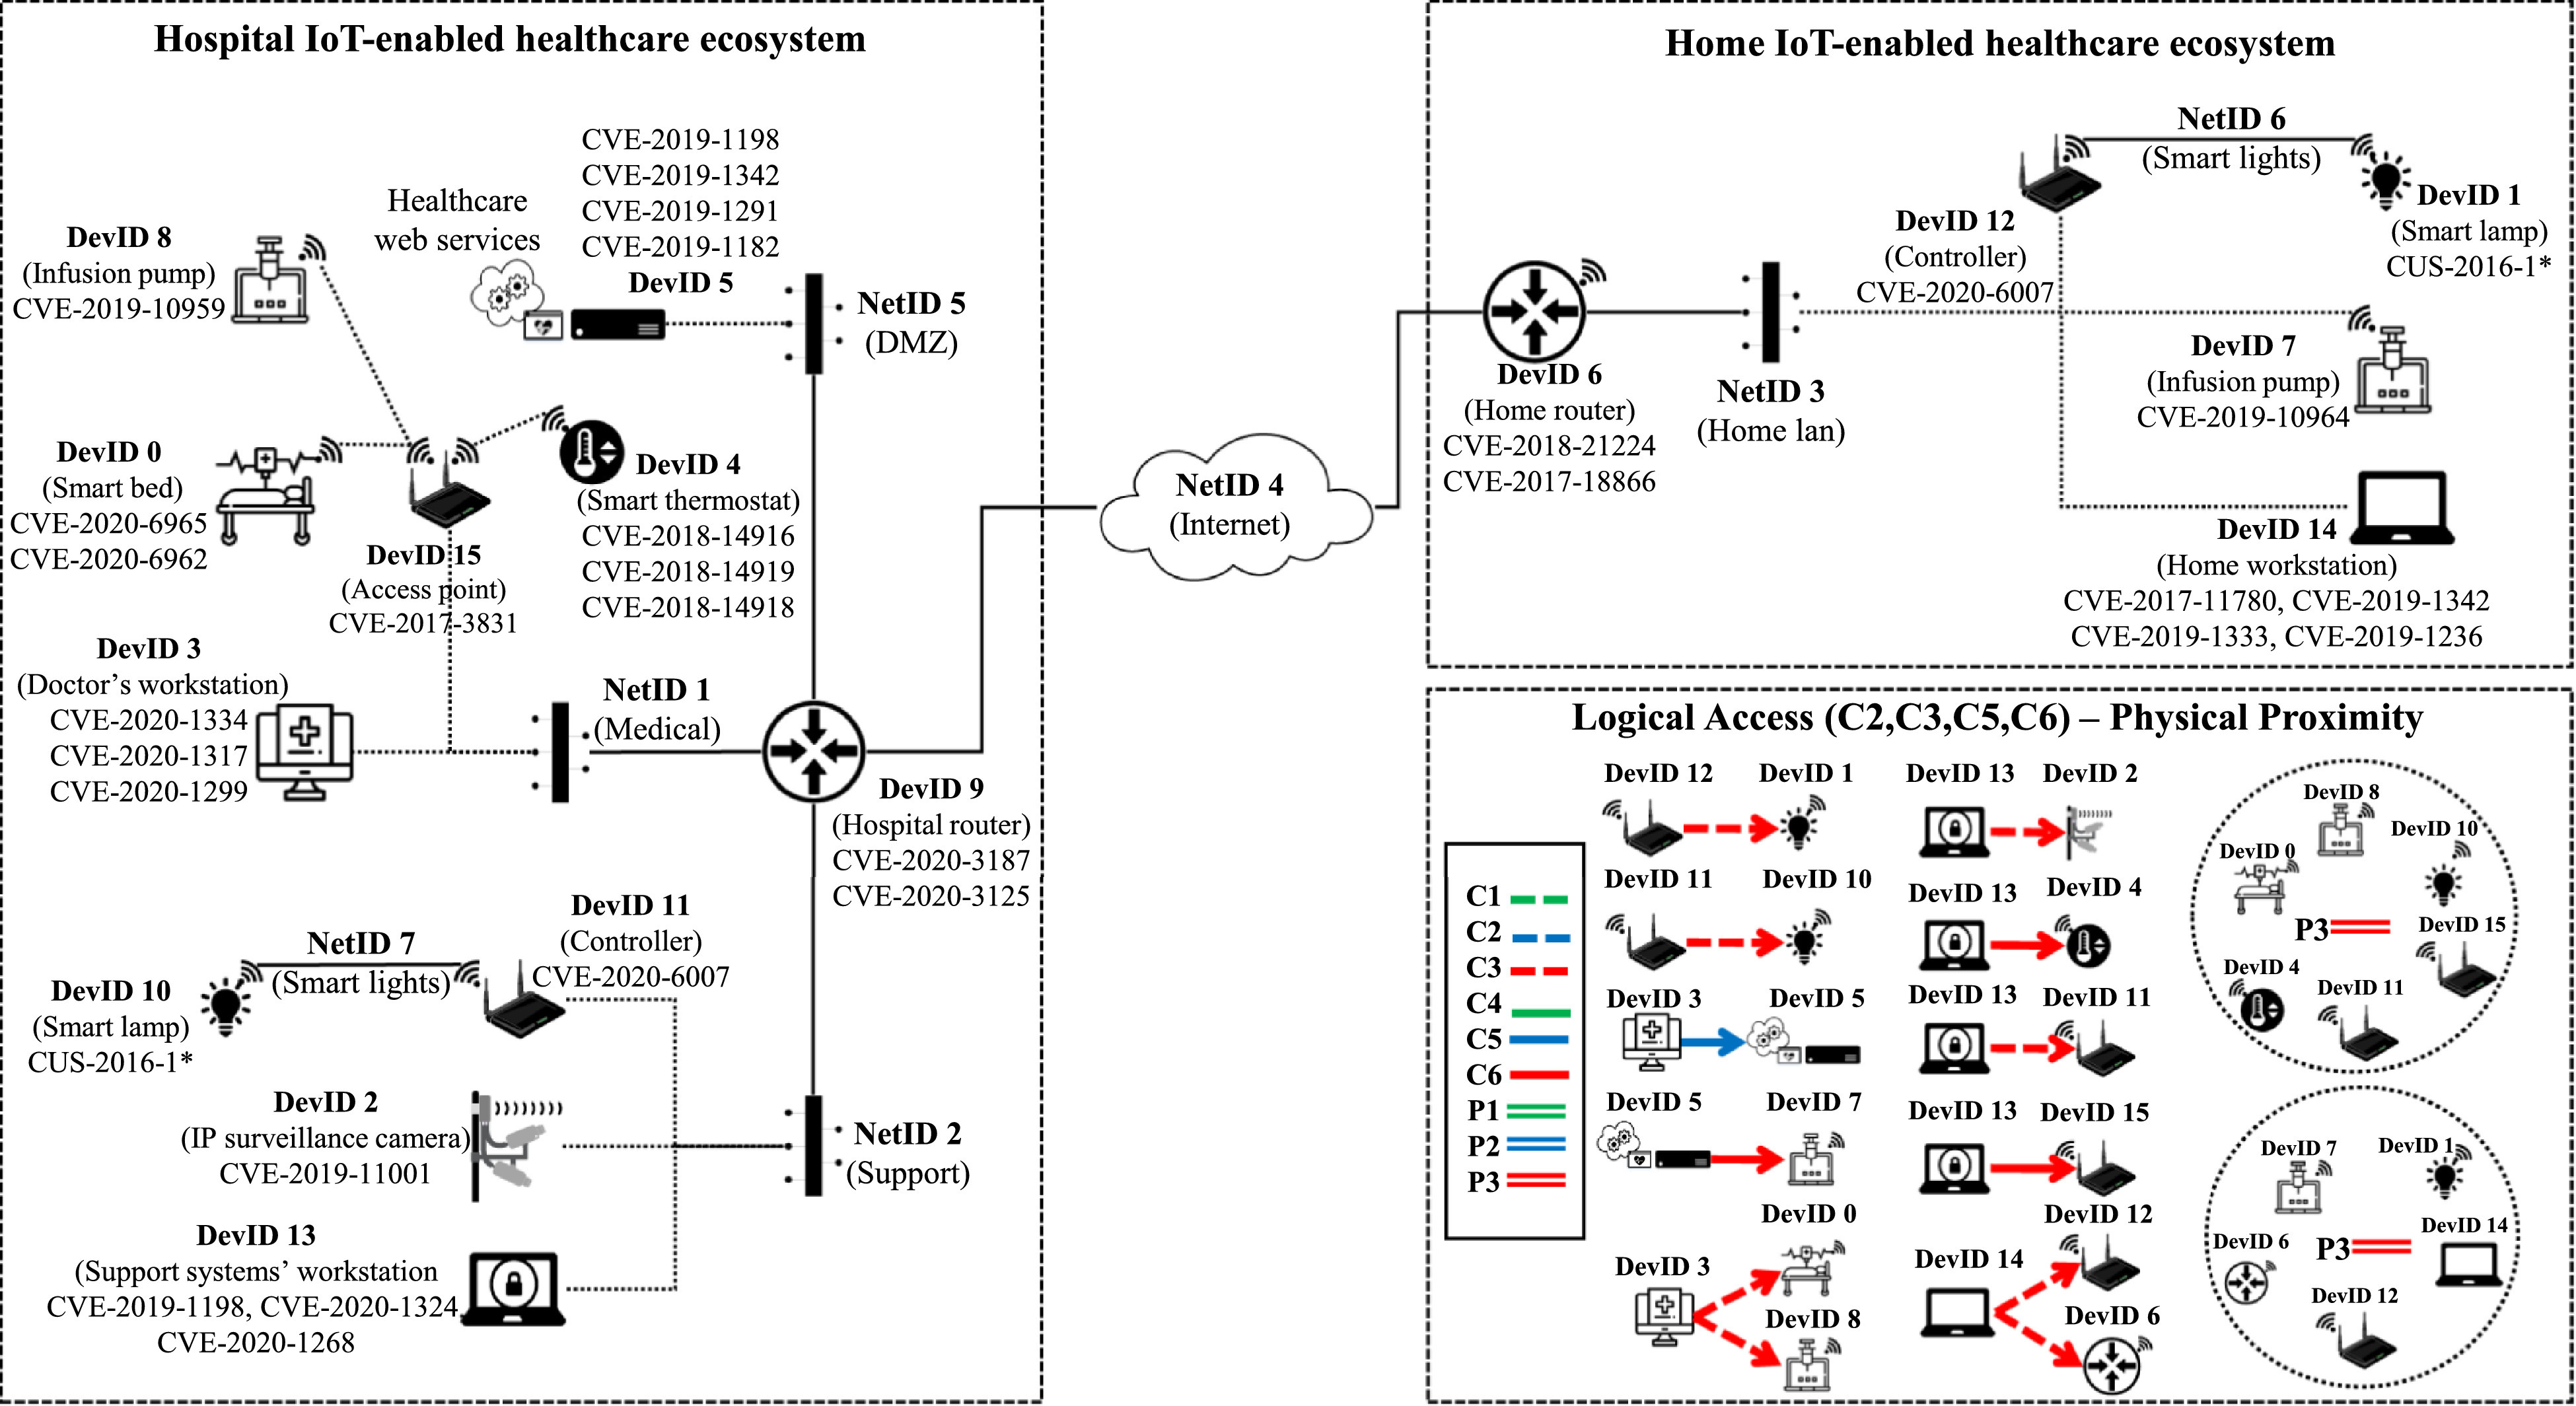 Hospital IoT-enabled healthcare ecosystem
CVE-2019-1198
CVE-2019-1342
CVE-2019-1291
CVE-2019-1182
DevID 5
Healthcare
web services
NetID 5
(DMZ)
DevID 8
(Infusion pump)
CVE-2019-10959
DevID 0
(Smart bed)
CVE-2020-6965
CVE-2020-6962
DevID 15
(Access point)
CVE-2017-3831
DevID 4
(Smart thermostat)
CVE-2018-14916
CVE-2018-14919
CVE-2018-14918
DevID 3
(Doctor's workstation)
CVE-2020-1334
CVE-2020-1317
CVE-2020-1299
NetID 1
(Medical)
DevID 9
(Hospital router)
CVE-2020-3187
CVE-2020-3125
DevID 11
(Controller)
CVE-2020-6007
NetID 7
(Smart lights)
DevID 10
(Smart lamp)
CUS-2016-1*
DevID 2
(IP surveillance camera)
CVE-2019-11001
NetID 2
(Support)
DevID 13
(Support systems' workstation
CVE-2019-1198, CVE-2020-1324,
CVE-2020-1268
NetID 4
(Internet)
Home IoT-enabled healthcare ecosystem
NetID 6
(Smart lights)
DevID 1
(Smart lamp)
CUS-2016-1*
DevID 12
(Controller)
CVE-2020-6007
DevID 6
(Home router)
CVE-2018-21224
CVE-2017-18866
NetID 3
(Home lan)
DevID 7
(Infusion pump)
CVE-2019-10964
DevID 14
(Home workstation)
CVE-2017-11780, CVE-2019-1342
CVE-2019-1333, CVE-2019-1236
Logical Access (C2,C3,C5,C6) – Physical Proximity
C1
C2
C3
C4
C5
C6
P1
P2
P3
DevID 12
DevID 1
DevID 11
DevID 10
DevID 3
DevID 5
DevID 5
DevID 7
DevID 3
DevID 0
DevID 8
DevID 13
DevID 2
DevID 13
DevID 4
DevID 13
DevID 11
DevID 13
DevID 15
DevID 14
DevID 12
DevID 6
DevID 8
DevID 10
DevID 0
P3
DevID 15
DevID 4
DevID 11
DevID 7
DevID 1
DevID 14
DevID 6
P3
DevID 12